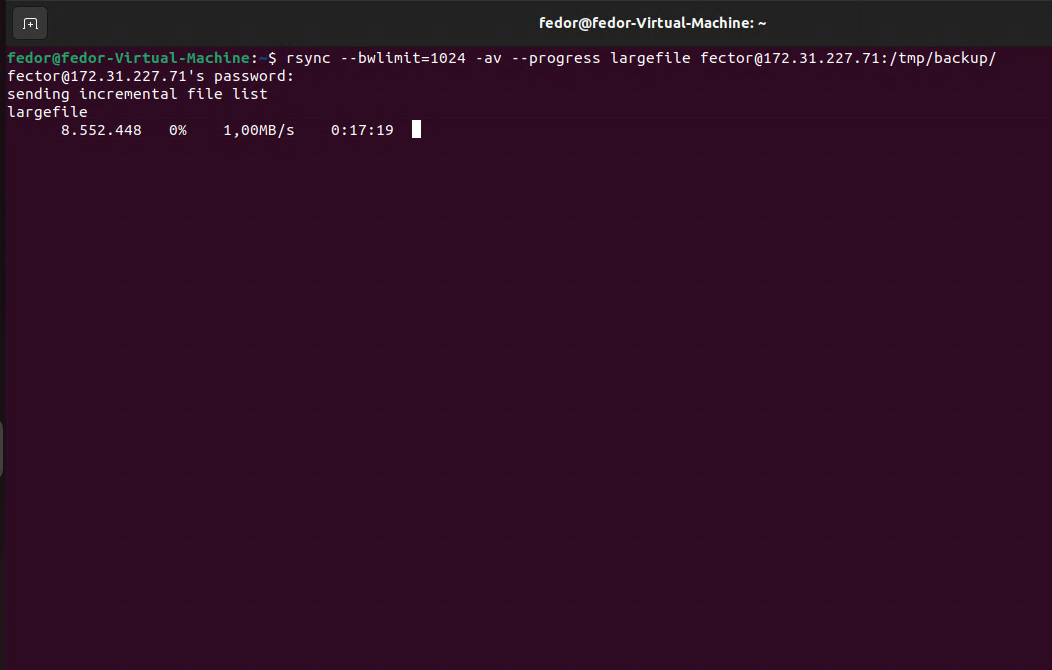 fedor@fedor-Virtual-Machine: ~
fedor@fedor-Virtual-Machine:~$ rsync --bwlimit=1024 -av --progress largefile fector@172.31.227.71:/tmp/backup/
fector@172.31.227.71's password:
sending incremental file list
largefile
8.552.448 0% 1,00MB/s 0:17:19